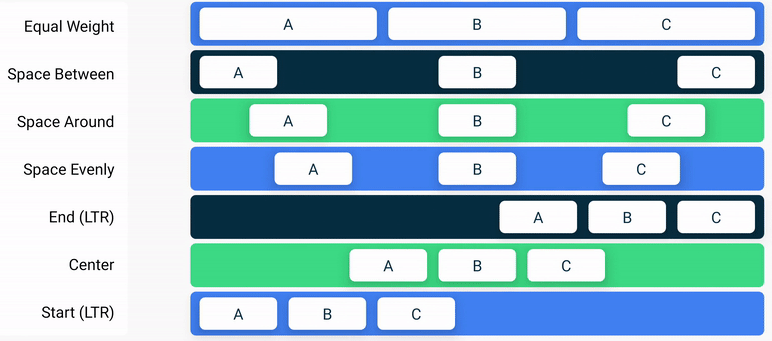 Equal Weight A B C
Space Between A B C
Space Around A B C
Space Evenly A B C
End (LTR) A B C
Center A B C
Start (LTR) A B C